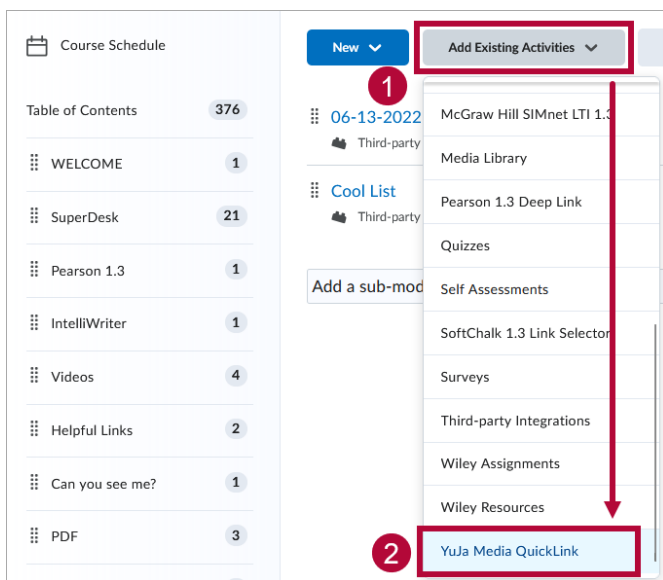 Course Schedule
Table of Contents 376
WELCOME 1
SuperDesk 21
Pearson 1.3 1
IntelliWriter 1
Videos 4
Helpful Links 2
Can you see me? 1
PDF 3
New
Add Existing Activities
1
06-13-2022
Third-party
Cool List
Third-party
Add a sub-mod
McGraw Hill SIMnet LTI 1.3
Media Library
Pearson 1.3 Deep Link
Quizzes
Self Assessments
SoftChalk 1.3 Link Selector
Surveys
Third-party Integrations
Wiley Assignments
Wiley Resources
2
YuJa Media QuickLink